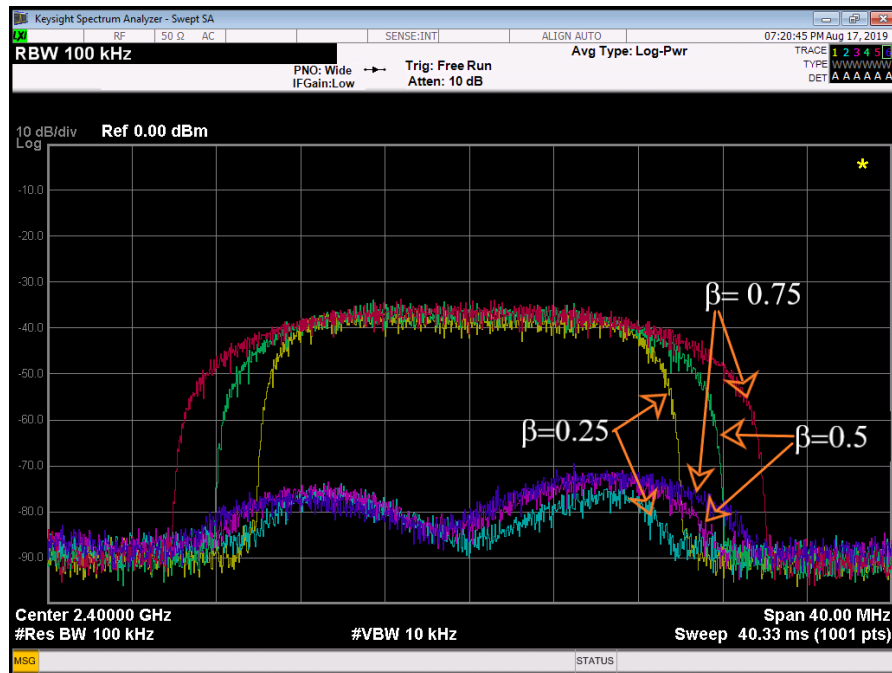 Keysight Spectrum Analyzer - Swept SA
LXI RF 50 Ω AC SENSE:INT ALIGN AUTO 07:20:45 PM Aug 17, 2019
RBW 100 kHz
PNO: Wide
IFGain:Low
Trig: Free Run
Atten: 10 dB
Avg Type: Log-Pwr
TRACE 1 2 3 4 5 6
TYPE WWWWWW
DET A A A A A A
10 dB/div Ref 0.00 dBm
Log
-10.0
-20.0
-30.0
-40.0
-50.0
-60.0
-70.0
-80.0
-90.0
*
β= 0.75
β=0.25
β=0.5
Center 2.40000 GHz Span 40.00 MHz
#Res BW 100 kHz #VBW 10 kHz Sweep 40.33 ms (1001 pts)
MSG STATUS